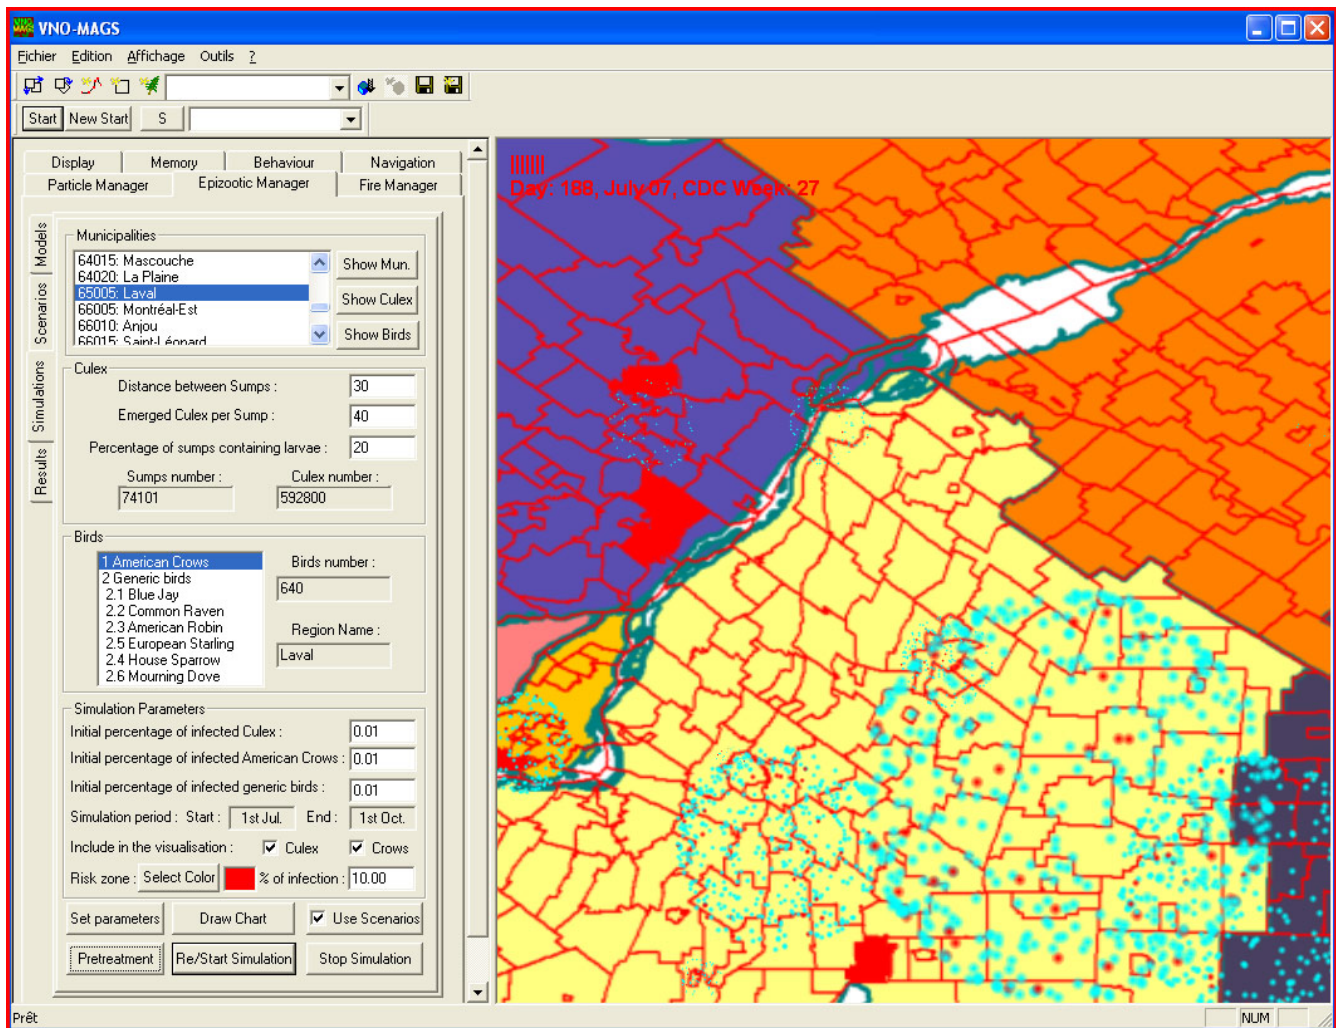 VNO-MAGS
Fichier Edition Affichage Outils ?
Start New Start S
Display Memory Behaviour Navigation
Particle Manager Epizootic Manager Fire Manager
Models
Scenarios
Simulations
Results
Municipalities
64015: Mascouche
64020: La Plaine
65005: Laval
66005: Montréal-Est
66010: Anjou
66015: Saint-Léonard
Show Mun.
Show Culex
Show Birds
Culex
Distance between Sumps : 30
Emerged Culex per Sump : 40
Percentage of sumps containing larvae : 20
Sumps number : Culex number :
74101 592800
Birds
1 American Crows
2 Generic birds
2.1 Blue Jay
2.2 Common Raven
2.3 American Robin
2.5 European Starling
2.4 House Sparrow
2.6 Mourning Dove
Birds number :
640
Region Name :
Laval
Simulation Parameters
Initial percentage of infected Culex : 0.01
Initial percentage of infected American Crows : 0.01
Initial percentage of infected generic birds : 0.01
Simulation period : Start : 1st Jul. End : 1st Oct.
Include in the visualisation : Culex Crows
Risk zone : Select Color % of infection : 10.00
Set parameters Draw Chart Use Scenarios
Pretreatment Re/Start Simulation Stop Simulation
Day: 188, July 07, CDC Week: 27
Prêt NUM